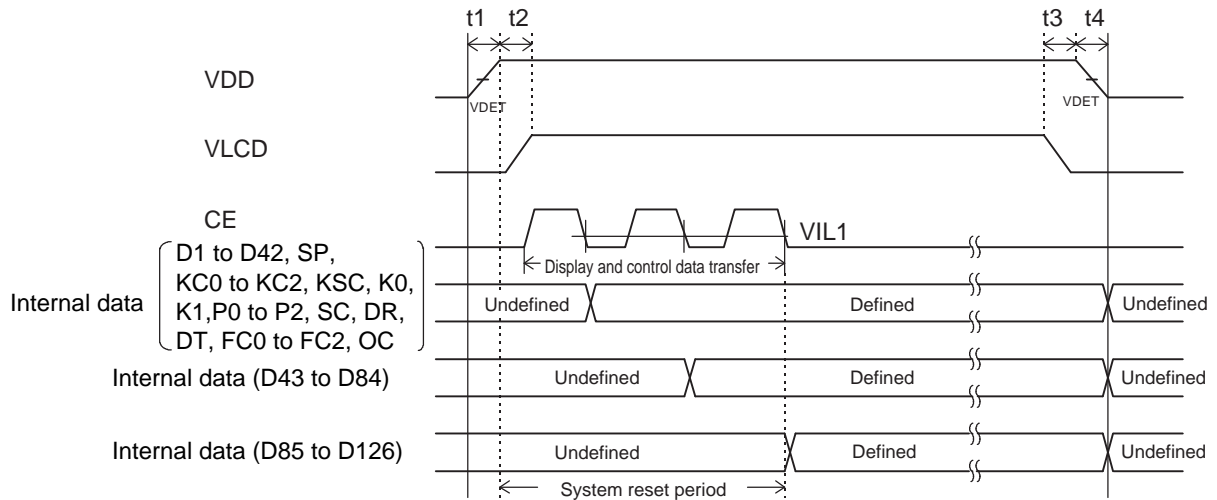 t1 t2 t3 t4
VDD
VDET VDET
VLCD
CE
VIL1
Display and control data transfer
Internal data
D1 to D42, SP,
KC0 to KC2, KSC, K0,
K1,P0 to P2, SC, DR,
DT, FC0 to FC2, OC
Undefined Defined Undefined
Internal data (D43 to D84) Undefined Defined Undefined
Internal data (D85 to D126) Undefined Defined Undefined
System reset period